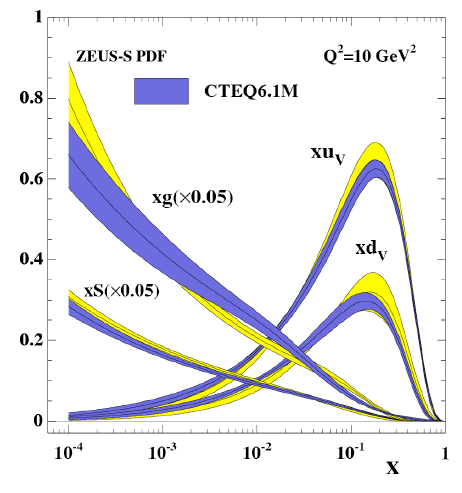 1
ZEUS-S PDF
Q²=10 GeV²
CTEQ6.1M
0.8
xu_V
0.6
xg(×0.05)
xd_V
0.4
xS(×0.05)
0.2
0
10⁻⁴ 10⁻³ 10⁻² 10⁻¹ 1
X